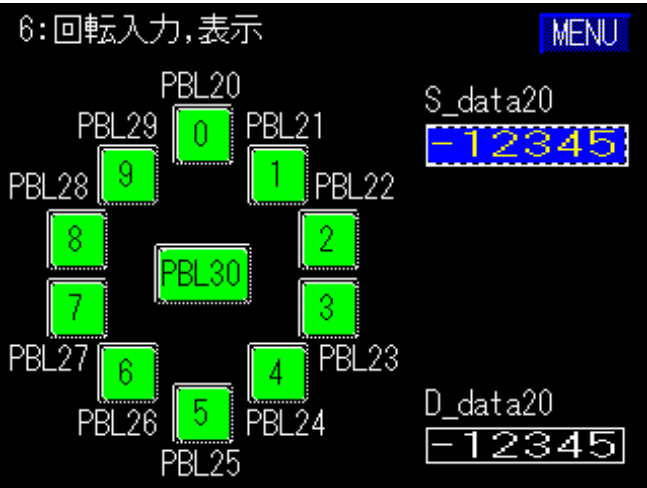 6:回転入力,表示
MENU
PBL20
PBL29
0
PBL21
9
1
PBL28
PBL22
8
2
PBL30
7
3
PBL27
PBL23
6
4
PBL26
5
PBL24
PBL25
S_data20
-12345
D_data20
-12345